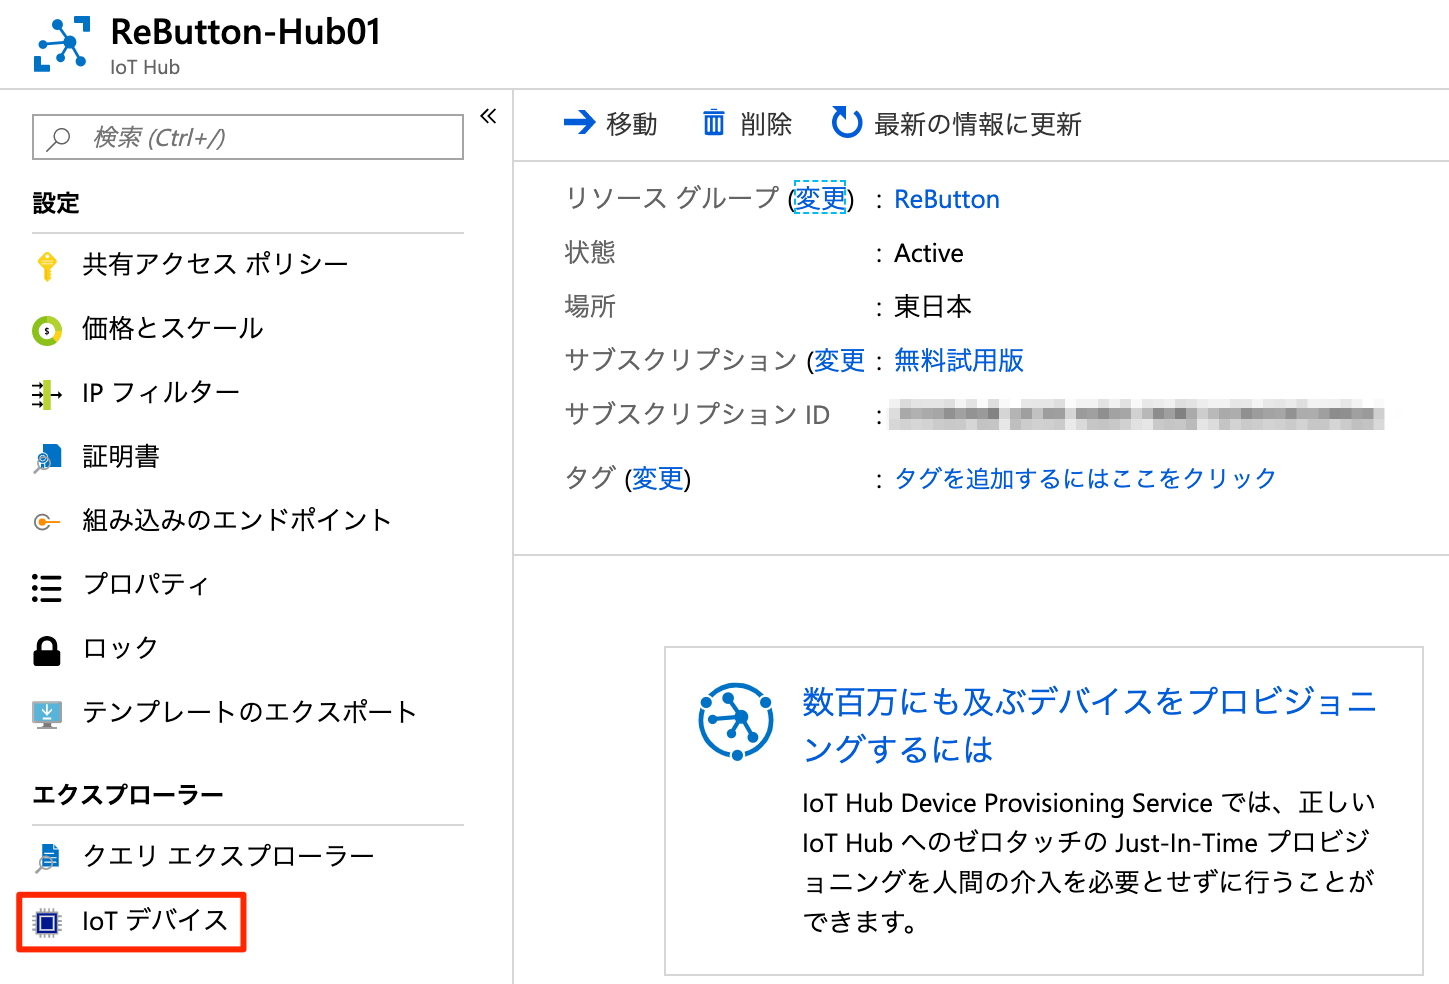 ReButton-Hub01
IoT Hub
検索 (Ctrl+/)
設定
共有アクセス ポリシー
価格とスケール
IP フィルター
証明書
組み込みのエンドポイント
プロパティ
ロック
テンプレートのエクスポート
エクスプローラー
クエリ エクスプローラー
IoT デバイス
移動 削除 最新の情報に更新
リソース グループ (変更) : ReButton
状態 : Active
場所 : 東日本
サブスクリプション (変更 : 無料試用版
サブスクリプション ID :
タグ (変更) : タグを追加するにはここをクリック
数百万にも及ぶデバイスをプロビジョニ
ングするには
IoT Hub Device Provisioning Service では、正しい
IoT Hub へのゼロタッチの Just-In-Time プロビジ
ョニングを人間の介入を必要とせずに行うことが
できます。